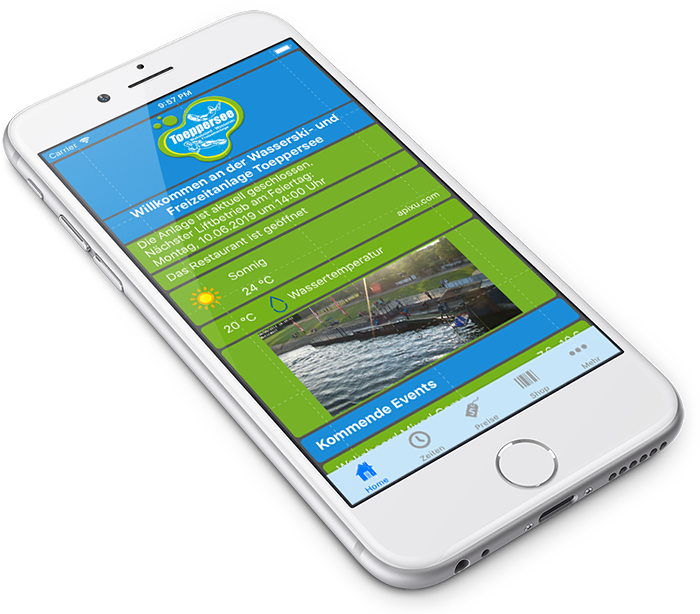 Carrier
9:57 PM
Toeppersee
Willkommen an der Wasserski- und
Freizeitanlage Toeppersee
Die Anlage ist aktuell geschlossen.
Nächster Liftbetrieb am Feiertag:
Montag, 10.06.2019 um 14:00 Uhr
Das Restaurant ist geöffnet
apixu.com
Sonnig
24 °C
20 °C
Wassertemperatur
Kommende Events
Home
Zeiten
Preise
Shop
Mehr